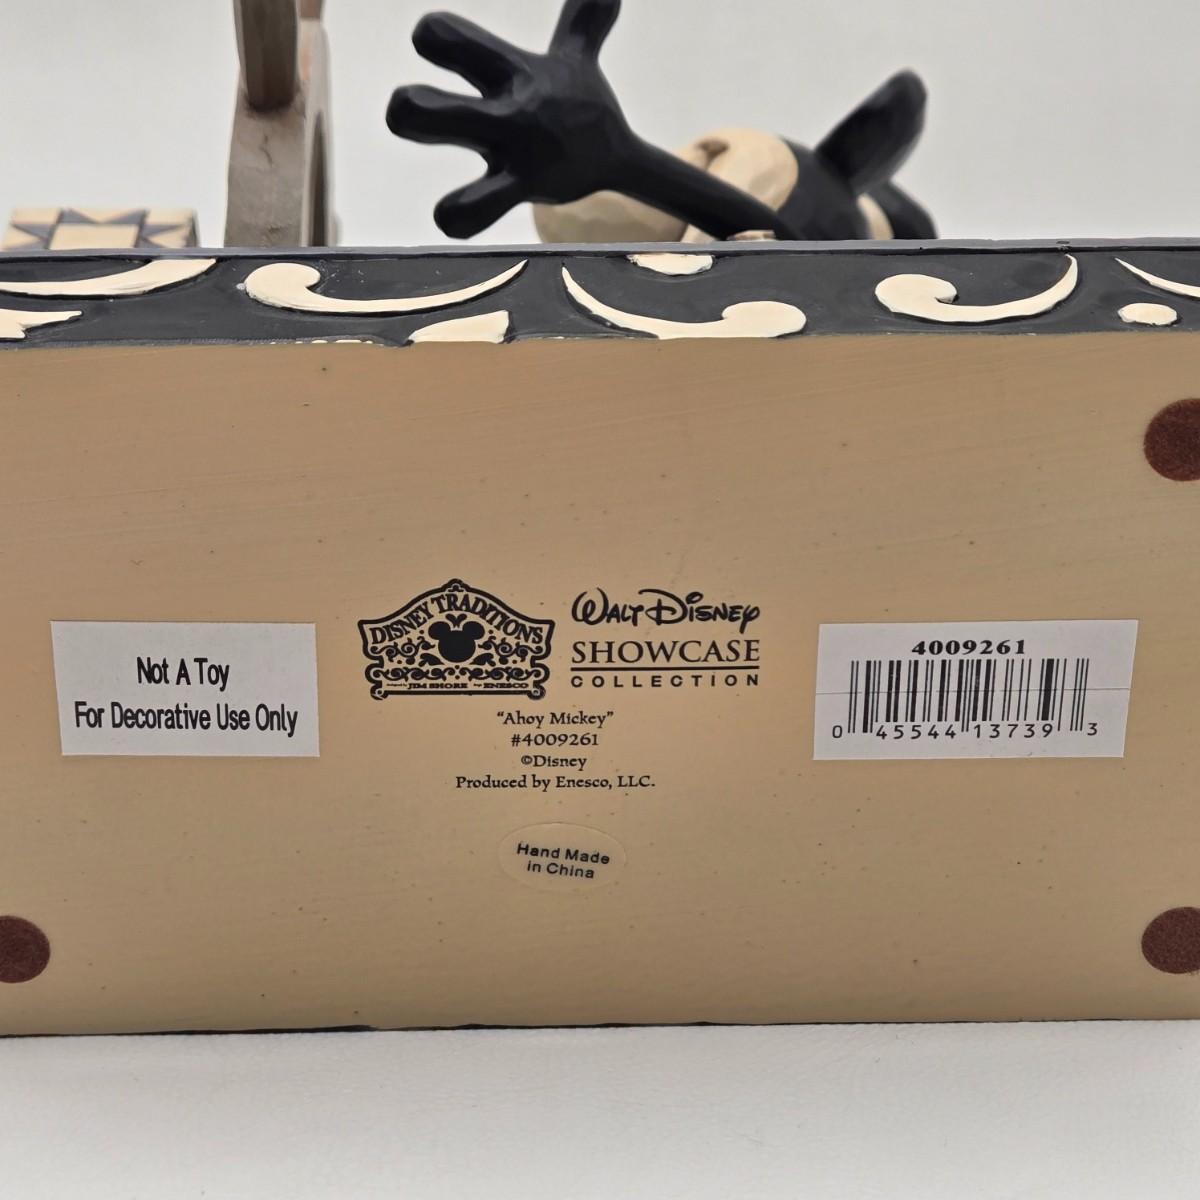 DISNEY TRADITIONS
JIM SHORE
ENESCO
WALT DISNEY
SHOWCASE
COLLECTION
Not A Toy
For Decorative Use Only
"Ahoy Mickey"
#4009261
©Disney
Produced by Enesco, LLC.
4009261
0 45544 13739 3
Hand Made
in China